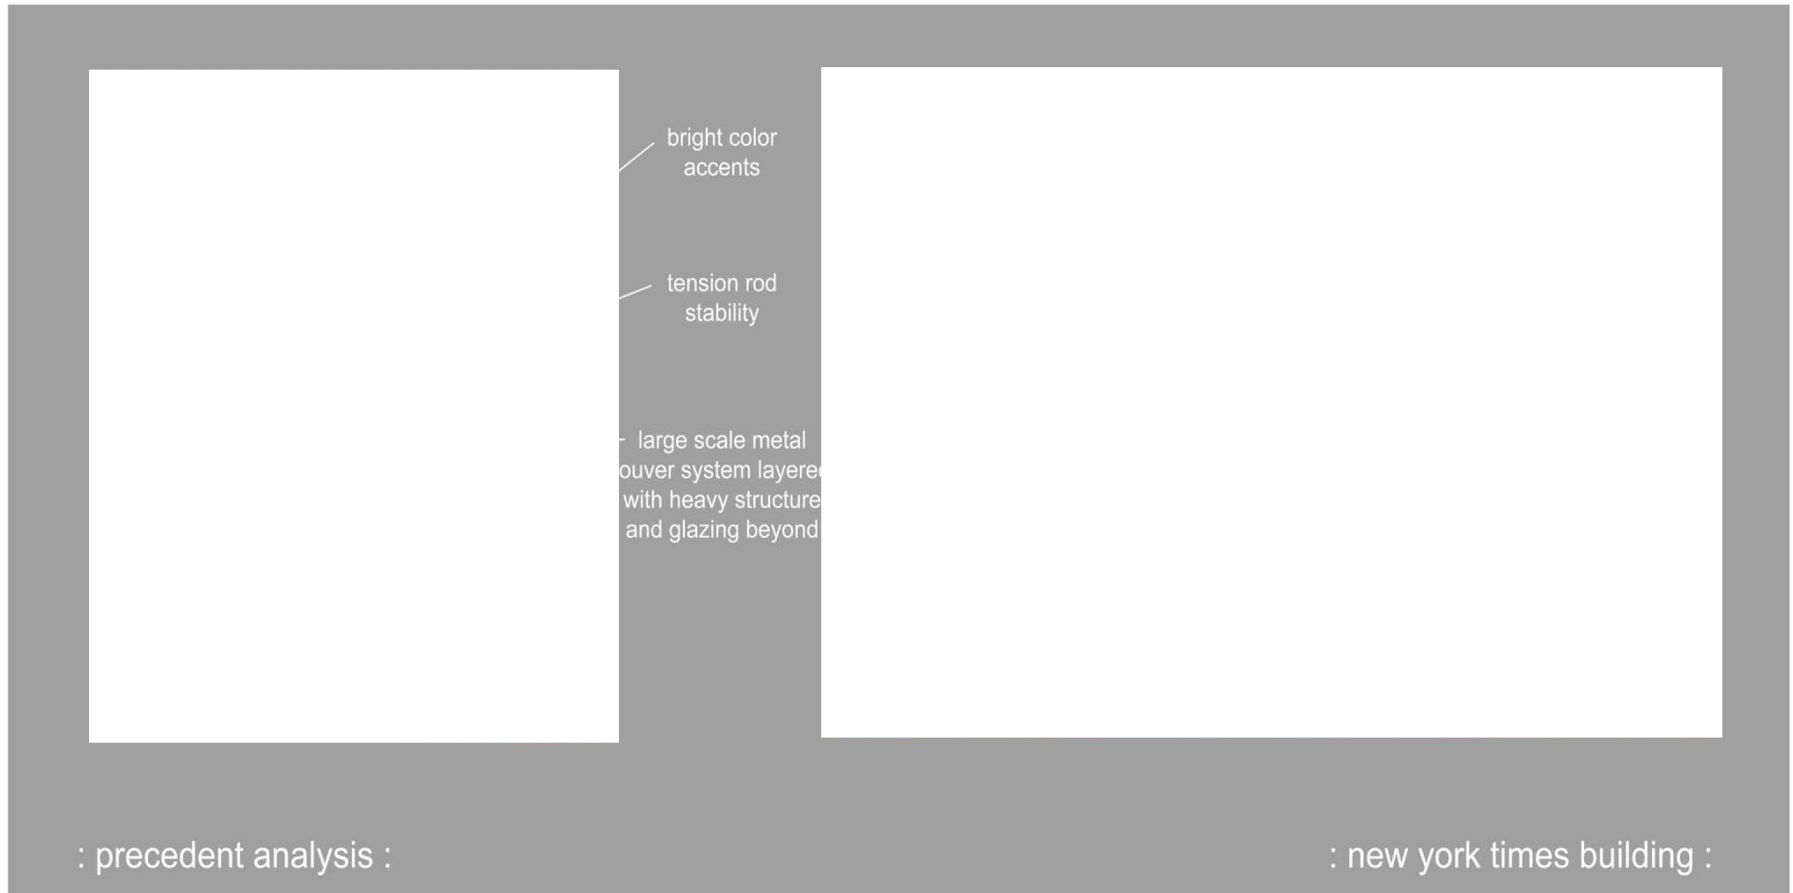 bright color
accents
tension rod
stability
large scale metal
ouver system layered
with heavy structure
and glazing beyond
: precedent analysis :
: new york times building :